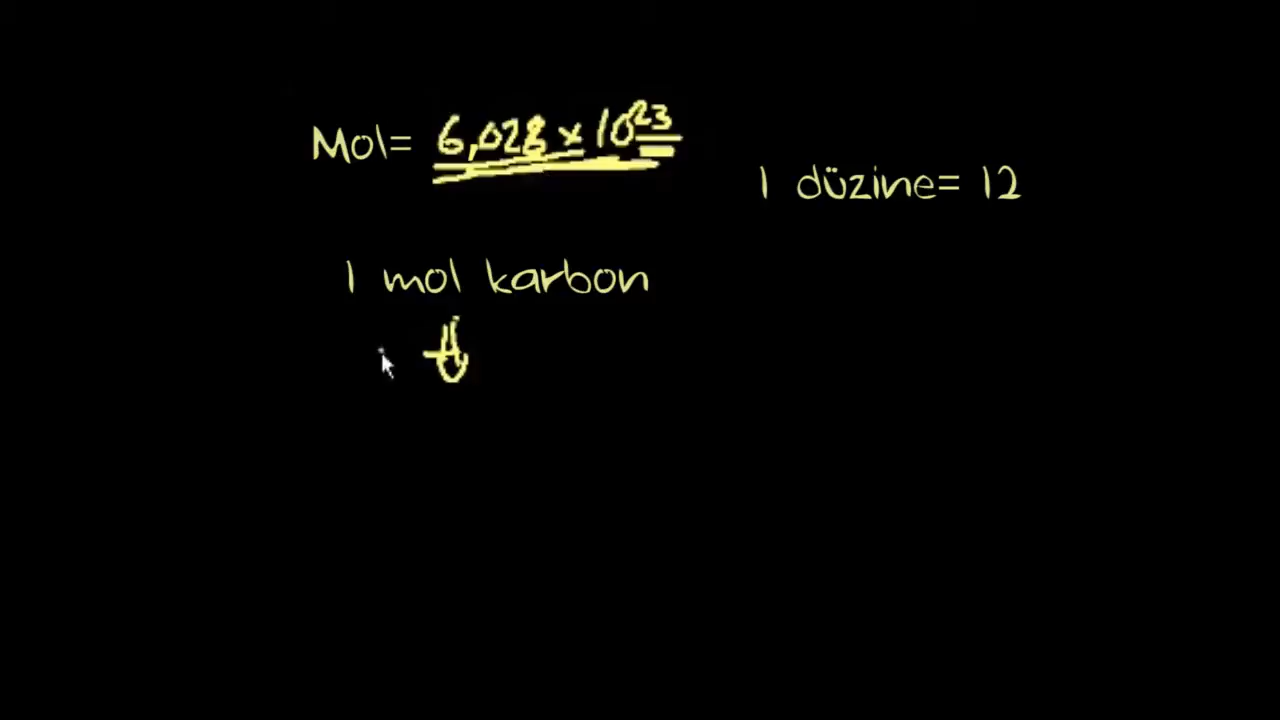 Mol= 6,028 x 10²³
1 düzine= 12
1 mol karbon